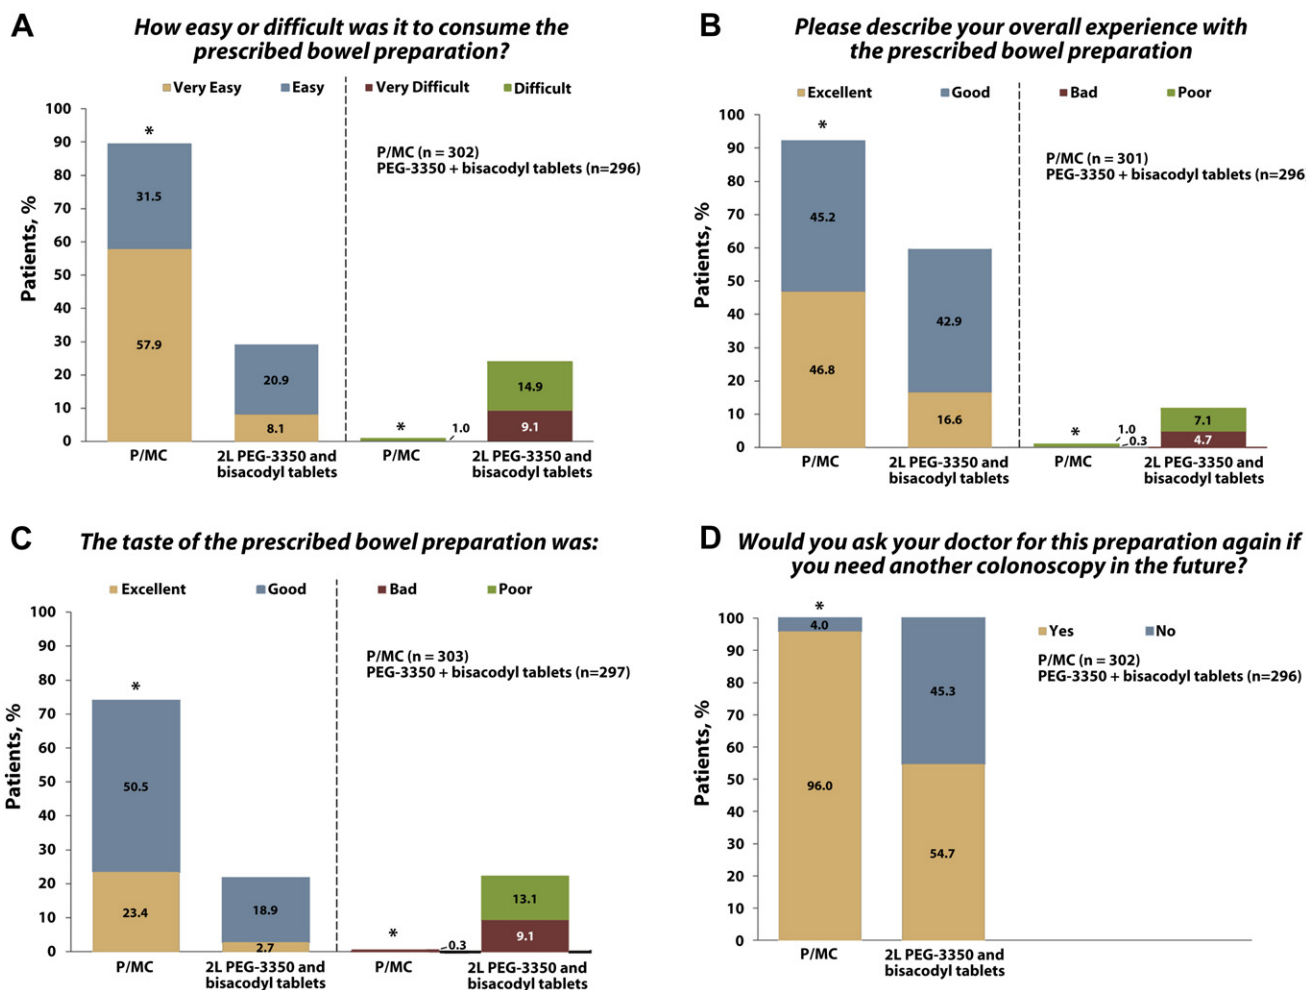 A
How easy or difficult was it to consume the
prescribed bowel preparation?
Very Easy Easy Very Difficult Difficult
Patients, %
100
90
80
70
60
50
40
30
20
10
0
*
31.5
57.9
20.9
8.1
P/MC (n = 302)
PEG-3350 + bisacodyl tablets (n=296)
*
1.0
14.9
9.1
P/MC
2L PEG-3350 and
bisacodyl tablets
P/MC
2L PEG-3350 and
bisacodyl tablets
B
Please describe your overall experience with
the prescribed bowel preparation
Excellent Good Bad Poor
Patients, %
100
90
80
70
60
50
40
30
20
10
0
*
45.2
46.8
42.9
16.6
P/MC (n = 301)
PEG-3350 + bisacodyl tablets (n=296
*
1.0
0.3
7.1
4.7
P/MC
2L PEG-3350 and
bisacodyl tablets
P/MC
2L PEG-3350 and
bisacodyl tablets
C
The taste of the prescribed bowel preparation was:
Excellent Good Bad Poor
Patients, %
100
90
80
70
60
50
40
30
20
10
0
*
50.5
23.4
18.9
2.7
P/MC (n = 303)
PEG-3350 + bisacodyl tablets (n=297)
*
0.3
13.1
9.1
P/MC
2L PEG-3350 and
bisacodyl tablets
P/MC
2L PEG-3350 and
bisacodyl tablets
D
Would you ask your doctor for this preparation again if
you need another colonoscopy in the future?
Yes No
P/MC (n = 302)
PEG-3350 + bisacodyl tablets (n=296)
Patients, %
100
90
80
70
60
50
40
30
20
10
0
*
4.0
96.0
45.3
54.7
P/MC
2L PEG-3350 and
bisacodyl tablets